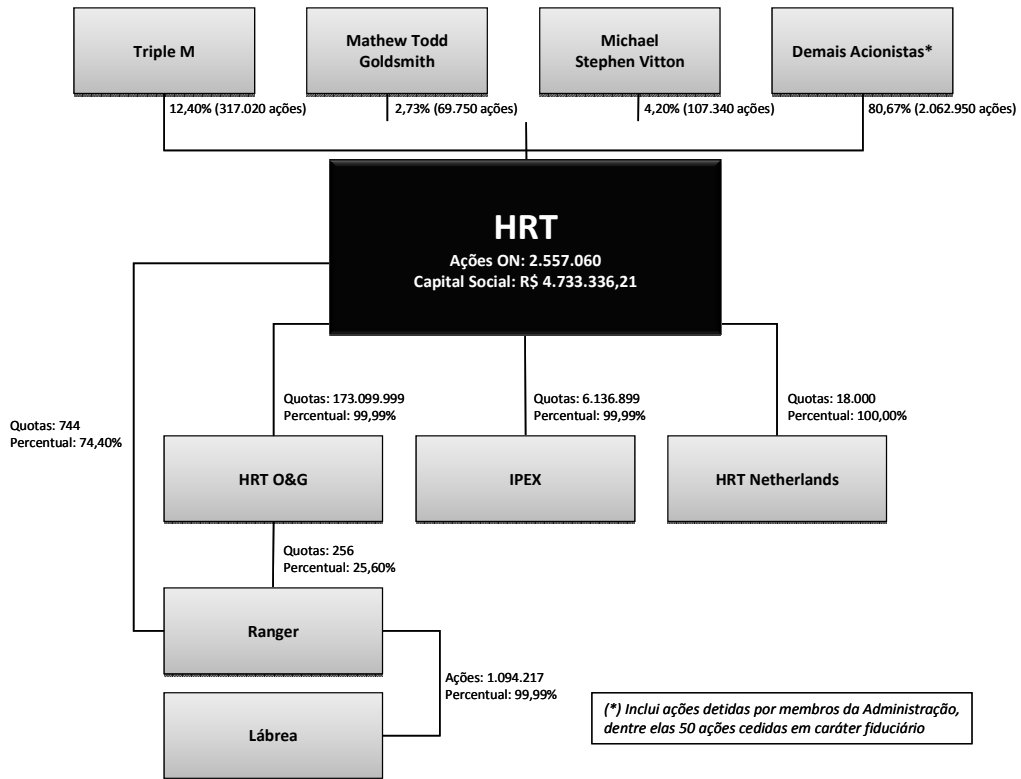 Triple M
Mathew Todd
Goldsmith
Michael
Stephen Vitton
Demais Acionistas*
12,40% (317.020 ações)
2,73% (69.750 ações)
4,20% (107.340 ações)
80,67% (2.062.950 ações)
HRT
Ações ON: 2.557.060
Capital Social: R$ 4.733.336,21
Quotas: 744
Percentual: 74,40%
Quotas: 173.099.999
Percentual: 99,99%
Quotas: 6.136.899
Percentual: 99,99%
Quotas: 18.000
Percentual: 100,00%
HRT O&G
IPEX
HRT Netherlands
Quotas: 256
Percentual: 25,60%
Ranger
Ações: 1.094.217
Percentual: 99,99%
Lábrea
(*) Inclui ações detidas por membros da Administração,
dentre elas 50 ações cedidas em caráter fiduciário